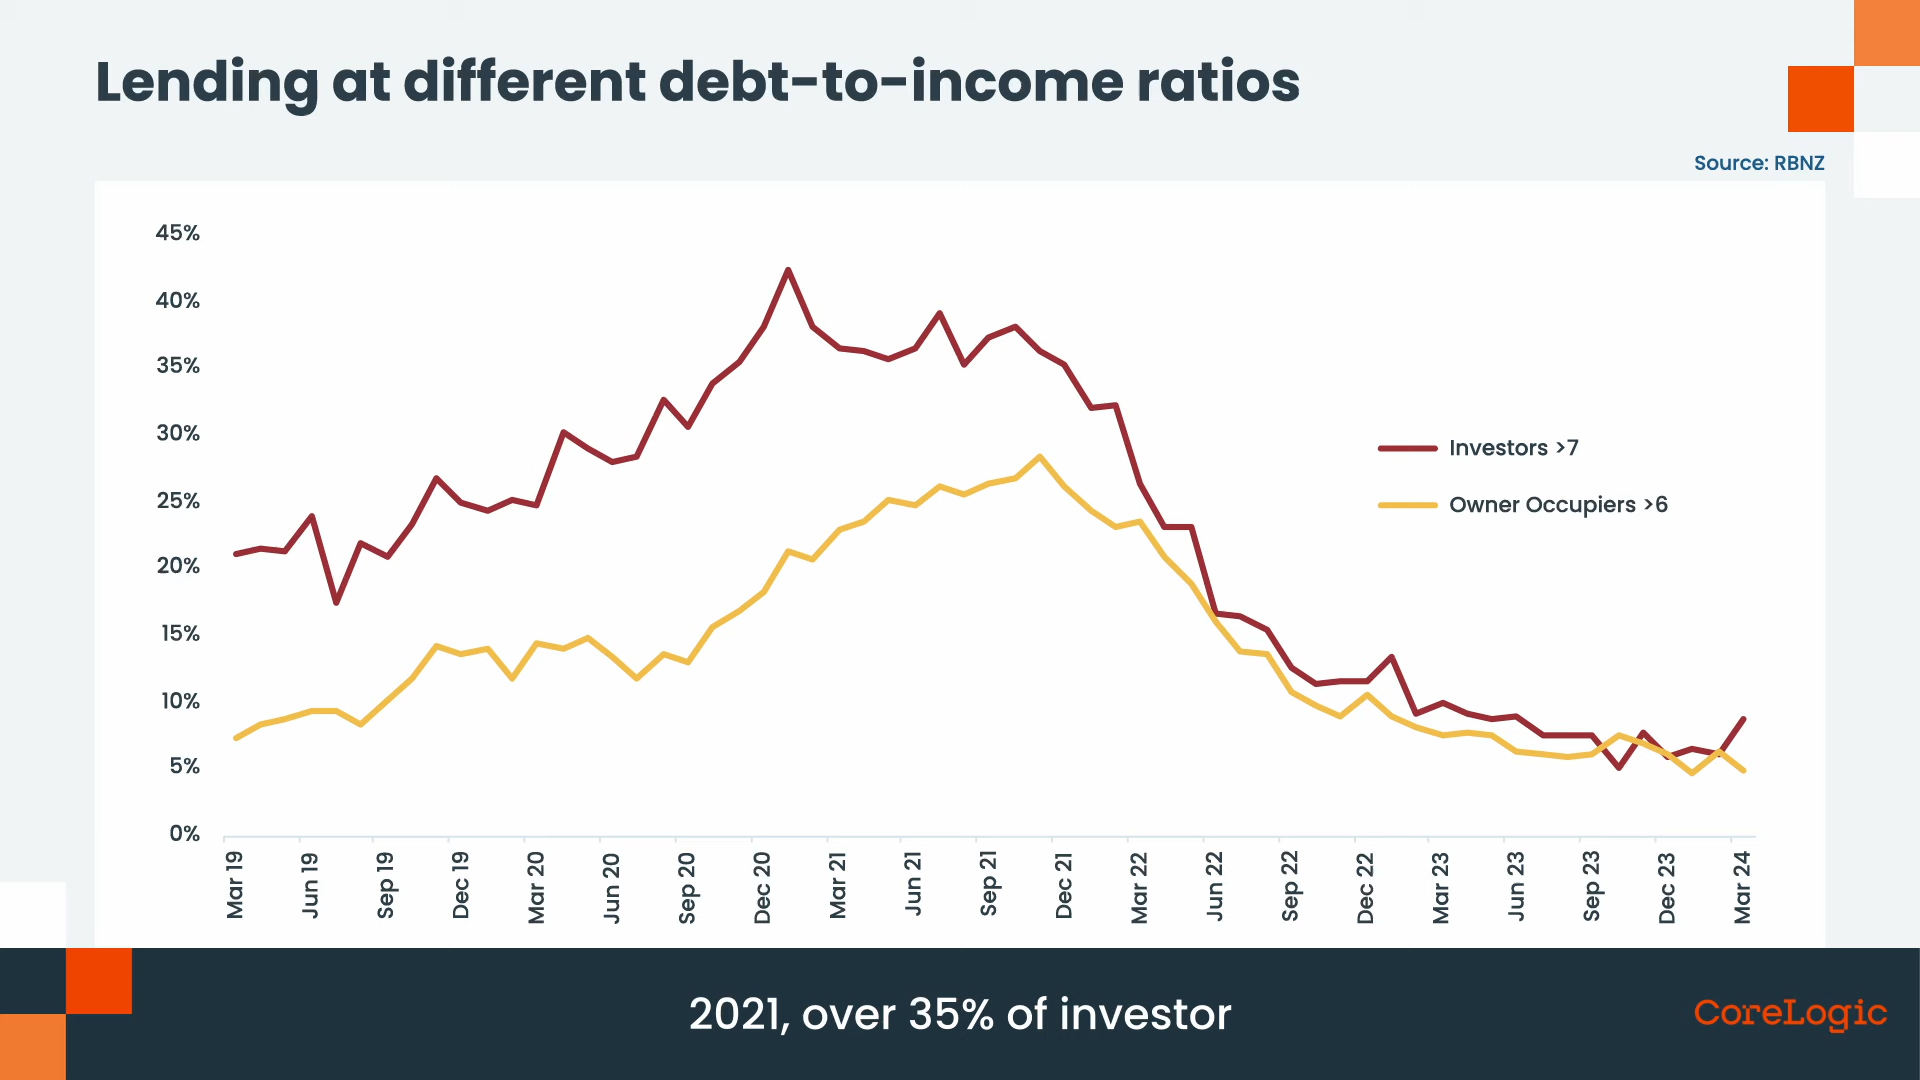 Lending at different debt-to-income ratios
Source: RBNZ
45%
40%
35%
30%
25%
20%
15%
10%
5%
0%
Investors >7
Owner Occupiers >6
Mar 19
Jun 19
Sep 19
Dec 19
Mar 20
Jun 20
Sep 20
Dec 20
Mar 21
Jun 21
Sep 21
Dec 21
Mar 22
Jun 22
Sep 22
Dec 22
Mar 23
Jun 23
Sep 23
Dec 23
Mar 24
2021, over 35% of investor
CoreLogic